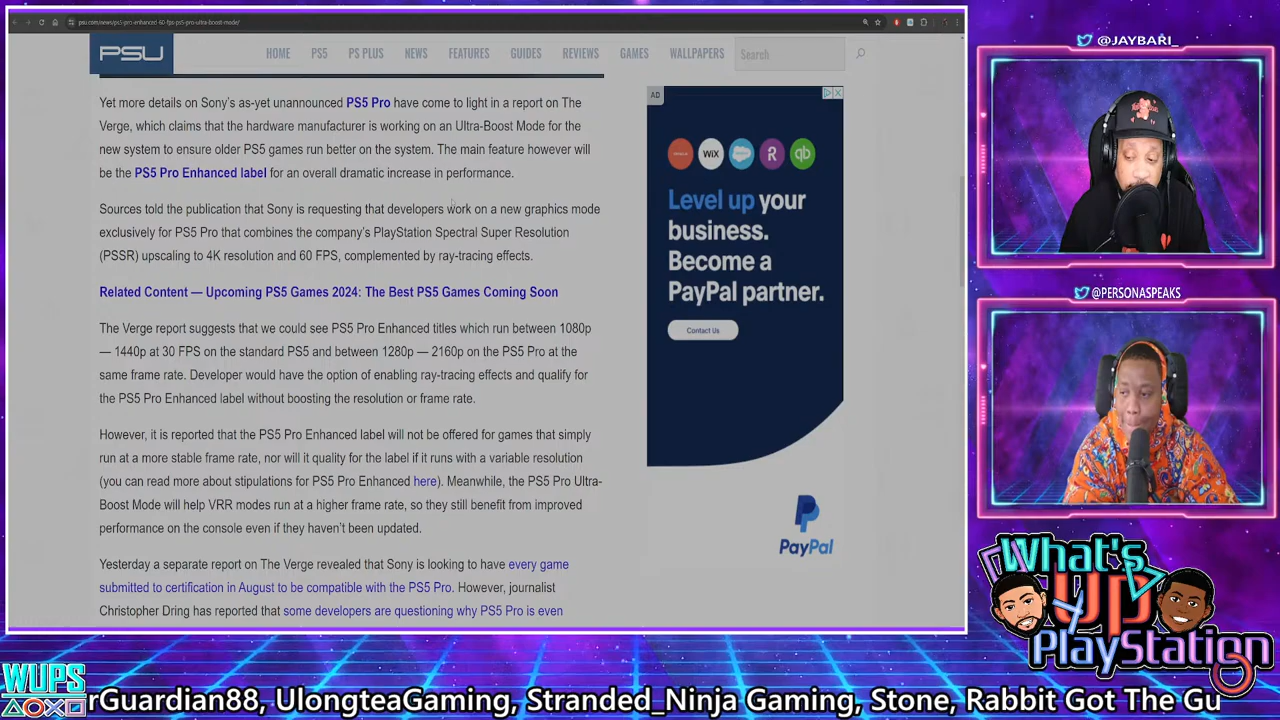 psu.com/news/ps5-pro-enhanced-60-fps-ps5-pro-ultra-boost-mode/
PSU
HOME PS5 PS PLUS NEWS FEATURES GUIDES REVIEWS GAMES WALLPAPERS Search
Yet more details on Sony's as-yet unannounced PS5 Pro have come to light in a report on The
Verge, which claims that the hardware manufacturer is working on an Ultra-Boost Mode for the
new system to ensure older PS5 games run better on the system. The main feature however will
be the PS5 Pro Enhanced label for an overall dramatic increase in performance.
Sources told the publication that Sony is requesting that developers work on a new graphics mode
exclusively for PS5 Pro that combines the company's PlayStation Spectral Super Resolution
(PSSR) upscaling to 4K resolution and 60 FPS, complemented by ray-tracing effects.
Related Content — Upcoming PS5 Games 2024: The Best PS5 Games Coming Soon
The Verge report suggests that we could see PS5 Pro Enhanced titles which run between 1080p
— 1440p at 30 FPS on the standard PS5 and between 1280p — 2160p on the PS5 Pro at the
same frame rate. Developer would have the option of enabling ray-tracing effects and qualify for
the PS5 Pro Enhanced label without boosting the resolution or frame rate.
However, it is reported that the PS5 Pro Enhanced label will not be offered for games that simply
run at a more stable frame rate, nor will it quality for the label if it runs with a variable resolution
(you can read more about stipulations for PS5 Pro Enhanced here). Meanwhile, the PS5 Pro Ultra-
Boost Mode will help VRR modes run at a higher frame rate, so they still benefit from improved
performance on the console even if they haven't been updated.
Yesterday a separate report on The Verge revealed that Sony is looking to have every game
submitted to certification in August to be compatible with the PS5 Pro. However, journalist
Christopher Dring has reported that some developers are questioning why PS5 Pro is even
AD
WIX
R
qb
Level up your
business.
Become a
PayPal partner.
Contact Us
PayPal
@JAYBARI_
@PERSONASPEAKS
What's
UP
PlayStation
WUPS
rGuardian88, UlongteaGaming, Stranded_Ninja Gaming, Stone, Rabbit Got The Gu